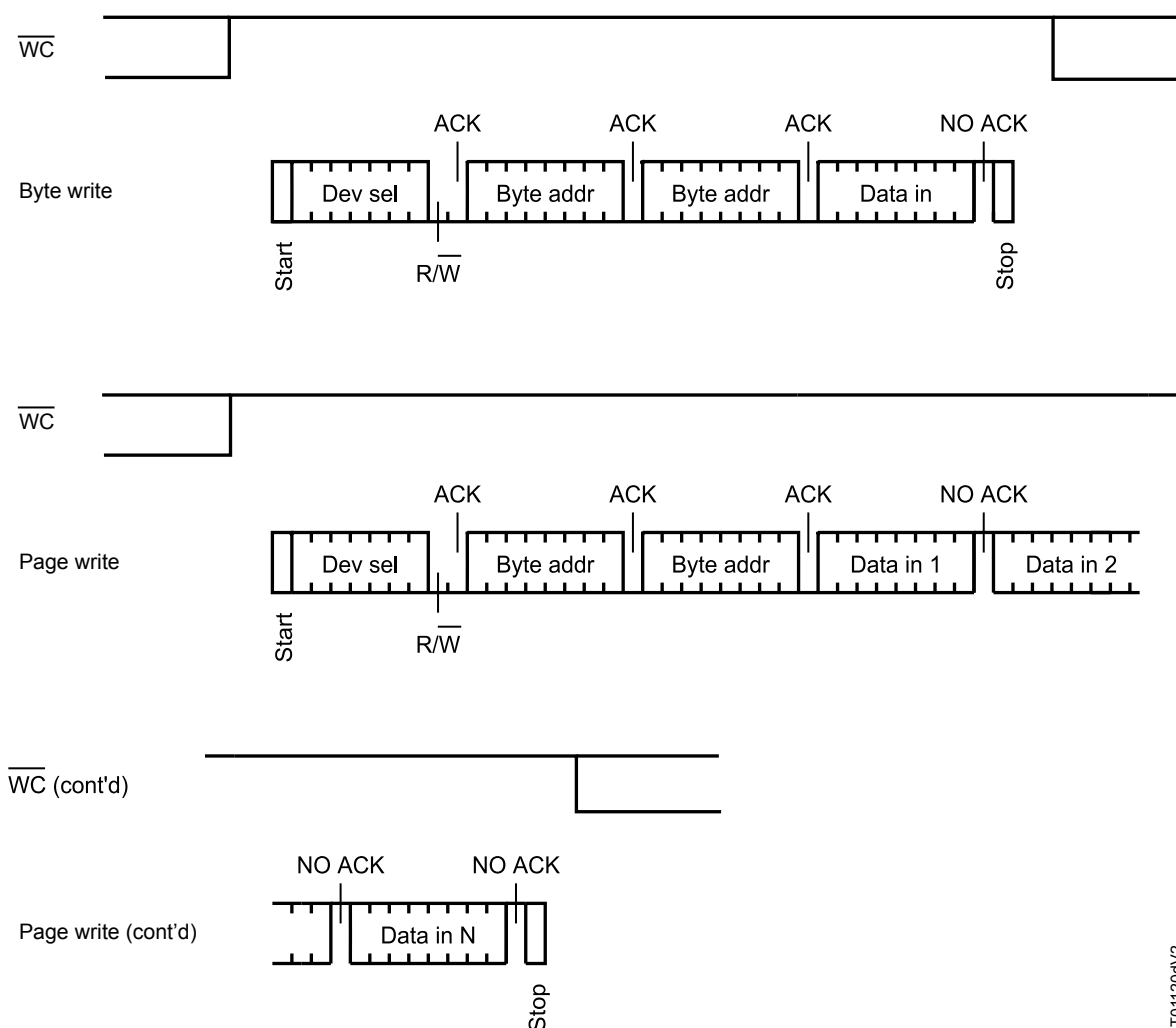 WC
ACK ACK ACK NO ACK
Byte write Dev sel Byte addr Byte addr Data in
Start R/W Stop
WC
ACK ACK ACK NO ACK
Page write Dev sel Byte addr Byte addr Data in 1 Data in 2
Start R/W
WC (cont'd)
NO ACK NO ACK
Page write (cont’d) Data in N
Stop